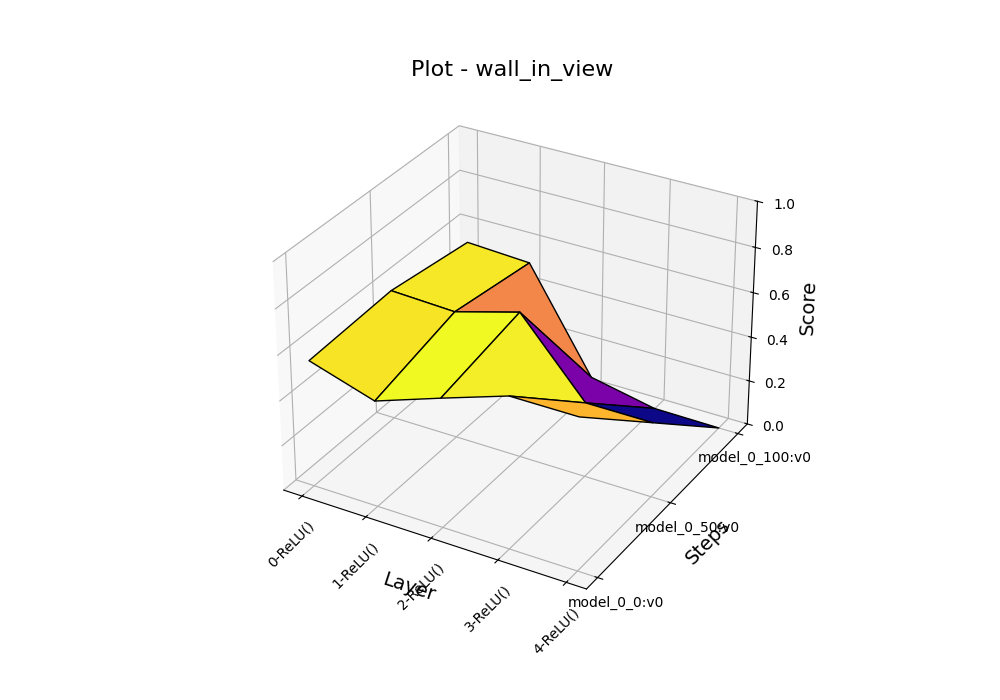 Plot - wall_in_view
1.0
0.8
0.6
0.4
0.2
0.0
Score
model_0_100:v0
model_0_50:v0
model_0_0:v0
Steps
0-ReLU()
1-ReLU()
2-ReLU()
3-ReLU()
4-ReLU()
Layer